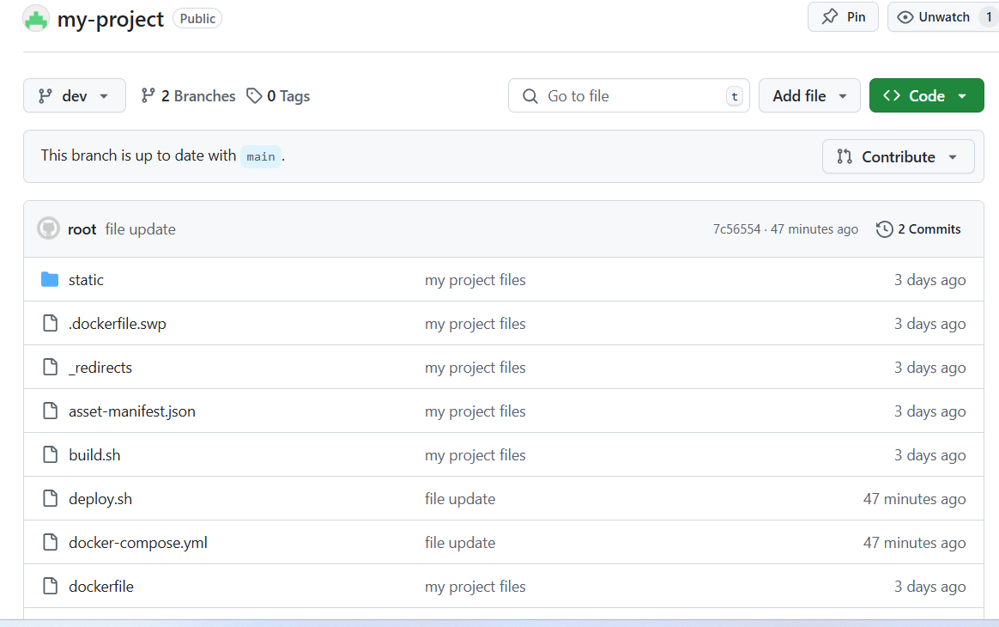 my-project Public Pin Unwatch 1
dev 2 Branches 0 Tags Go to file t Add file Code
This branch is up to date with main . Contribute
root file update 7c56554 · 47 minutes ago 2 Commits
static my project files 3 days ago
.dockerfile.swp my project files 3 days ago
_redirects my project files 3 days ago
asset-manifest.json my project files 3 days ago
build.sh my project files 3 days ago
deploy.sh file update 47 minutes ago
docker-compose.yml file update 47 minutes ago
dockerfile my project files 3 days ago